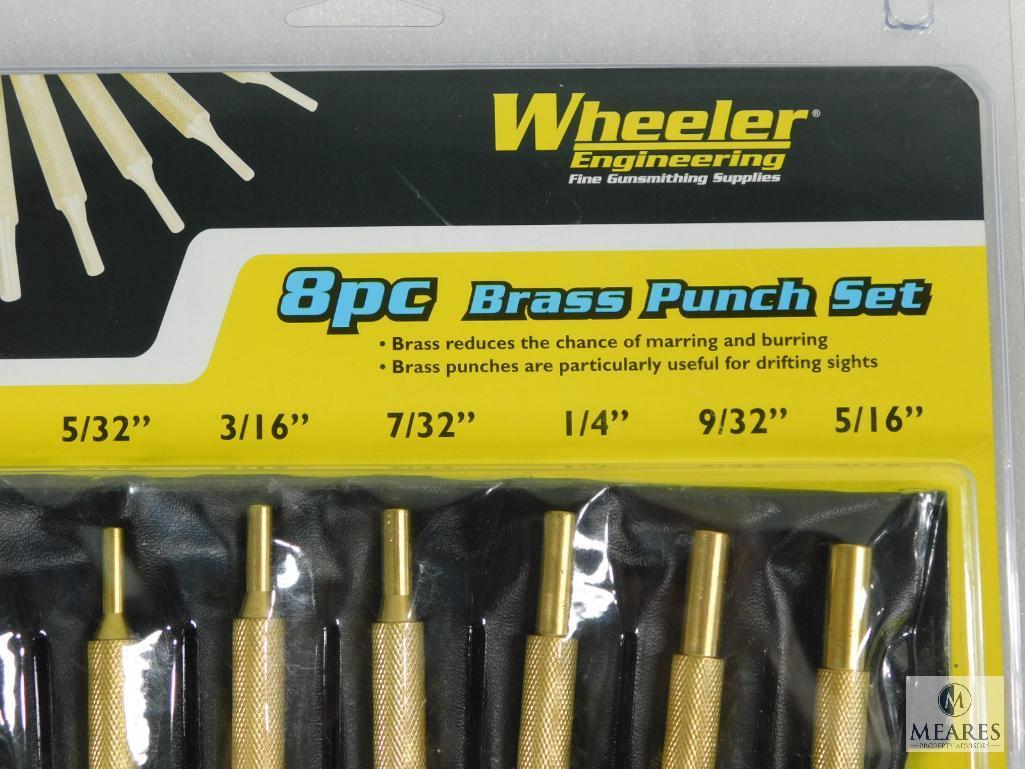 Wheeler®
Engineering
Fine Gunsmithing Supplies
8pc Brass Punch Set
• Brass reduces the chance of marring and burring
• Brass punches are particularly useful for drifting sights
5/32” 3/16” 7/32” 1/4” 9/32” 5/16”
M
MEARES
PROPERTY ADVISORS